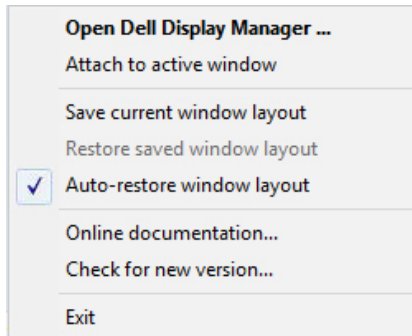 Open Dell Display Manager ...
Attach to active window
Save current window layout
Restore saved window layout
Auto-restore window layout
Online documentation...
Check for new version...
Exit